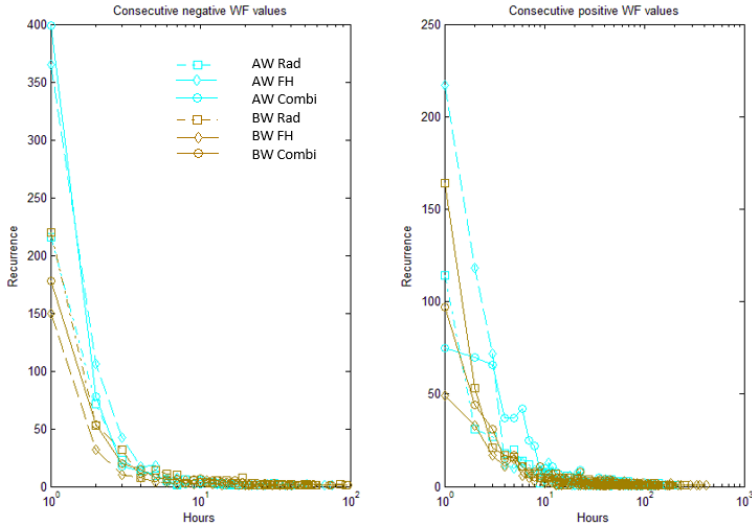 Consecutive negative WF values
400
350
300
250
200
150
100
50
0
Recurrence
10^0
10^1
10^2
Hours
AW Rad
AW FH
AW Combi
BW Rad
BW FH
BW Combi
Consecutive positive WF values
250
200
150
100
50
0
Recurrence
10^0
10^1
10^2
10^3
Hours